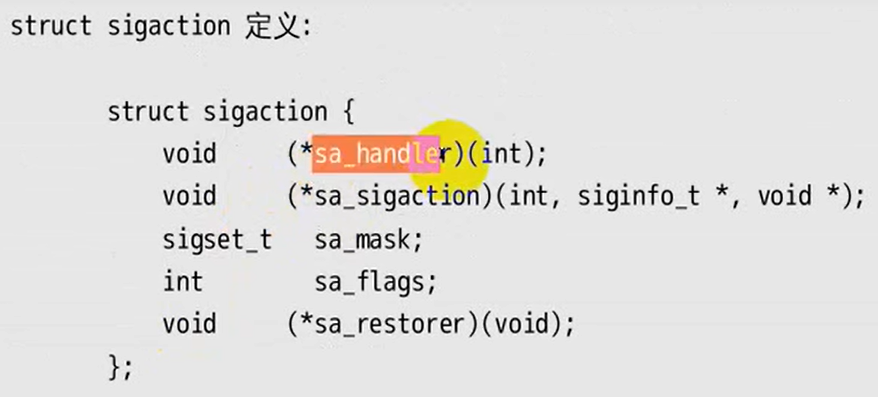 struct sigaction 定义:
struct sigaction {
void (*sa_handler)(int);
void (*sa_sigaction)(int, siginfo_t *, void *);
sigset_t sa_mask;
int sa_flags;
void (*sa_restorer)(void);
};